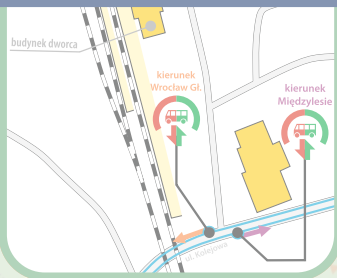 budynek dworca
kierunek
Wrocław Gł.
kierunek
Międzylesie
ul. Kolejowa